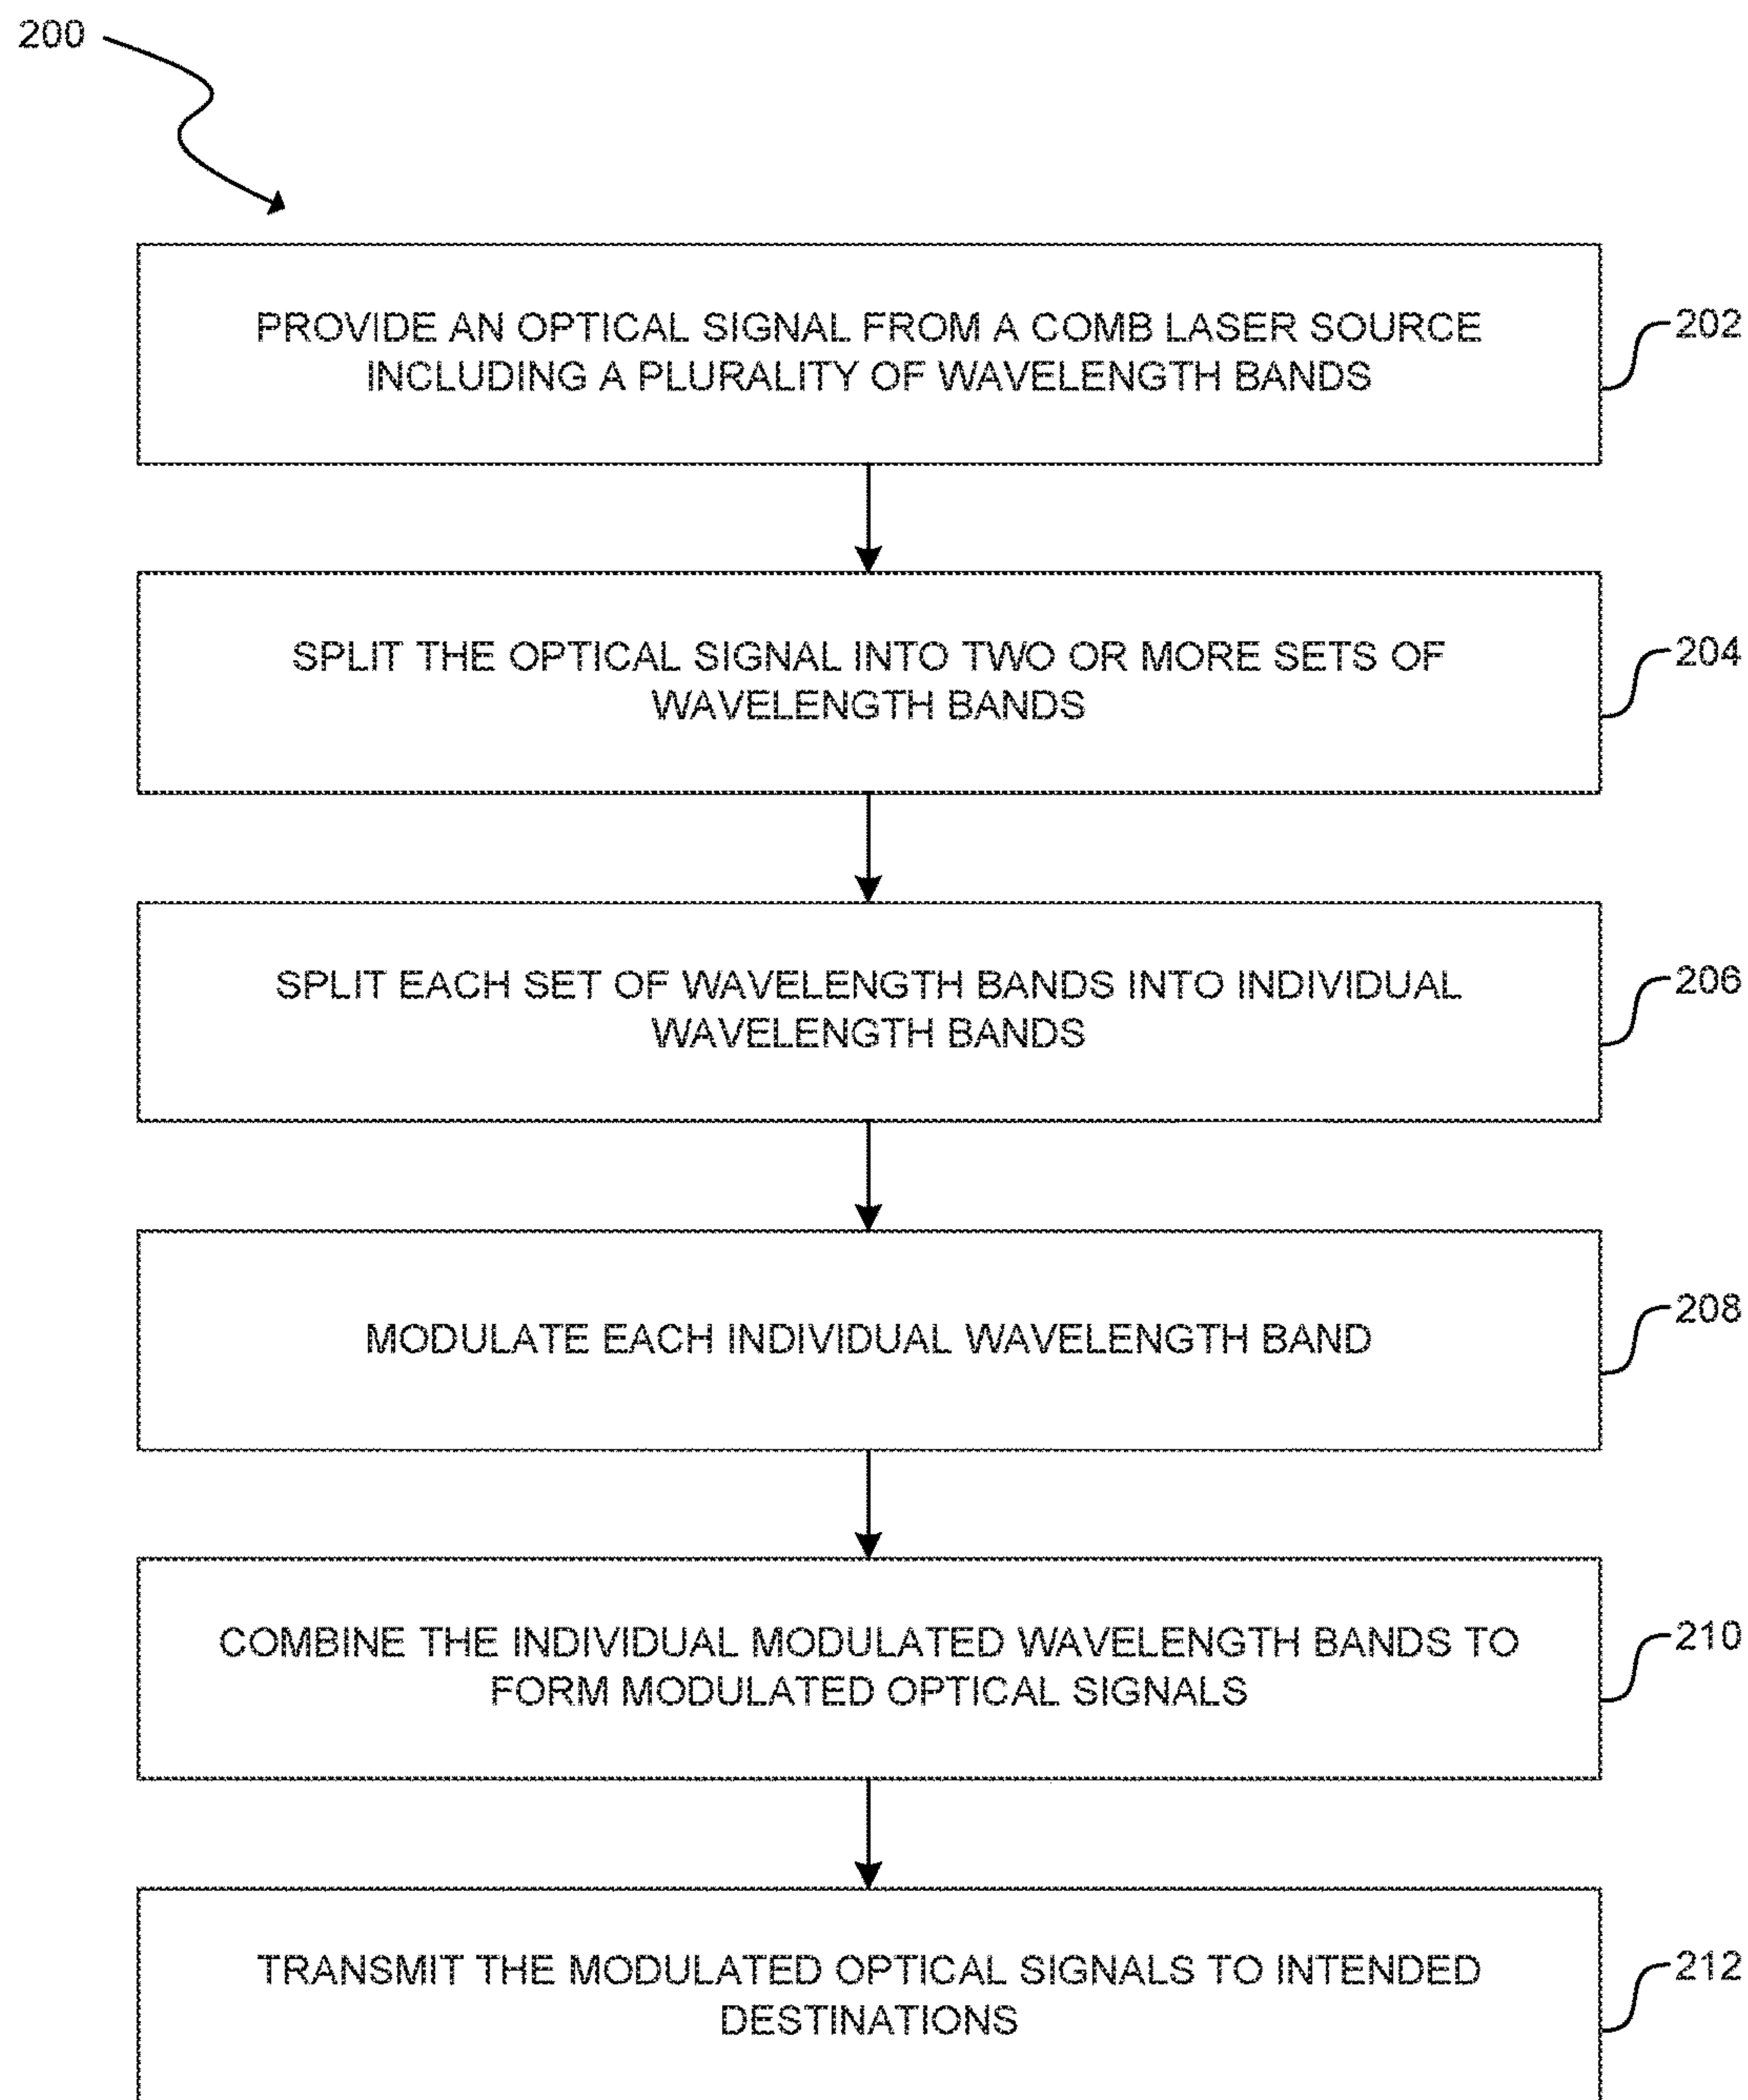 200
PROVIDE AN OPTICAL SIGNAL FROM A COMB LASER SOURCE
INCLUDING A PLURALITY OF WAVELENGTH BANDS
202
SPLIT THE OPTICAL SIGNAL INTO TWO OR MORE SETS OF
WAVELENGTH BANDS
204
SPLIT EACH SET OF WAVELENGTH BANDS INTO INDIVIDUAL
WAVELENGTH BANDS
206
MODULATE EACH INDIVIDUAL WAVELENGTH BAND
208
COMBINE THE INDIVIDUAL MODULATED WAVELENGTH BANDS TO
FORM MODULATED OPTICAL SIGNALS
210
TRANSMIT THE MODULATED OPTICAL SIGNALS TO INTENDED
DESTINATIONS
212